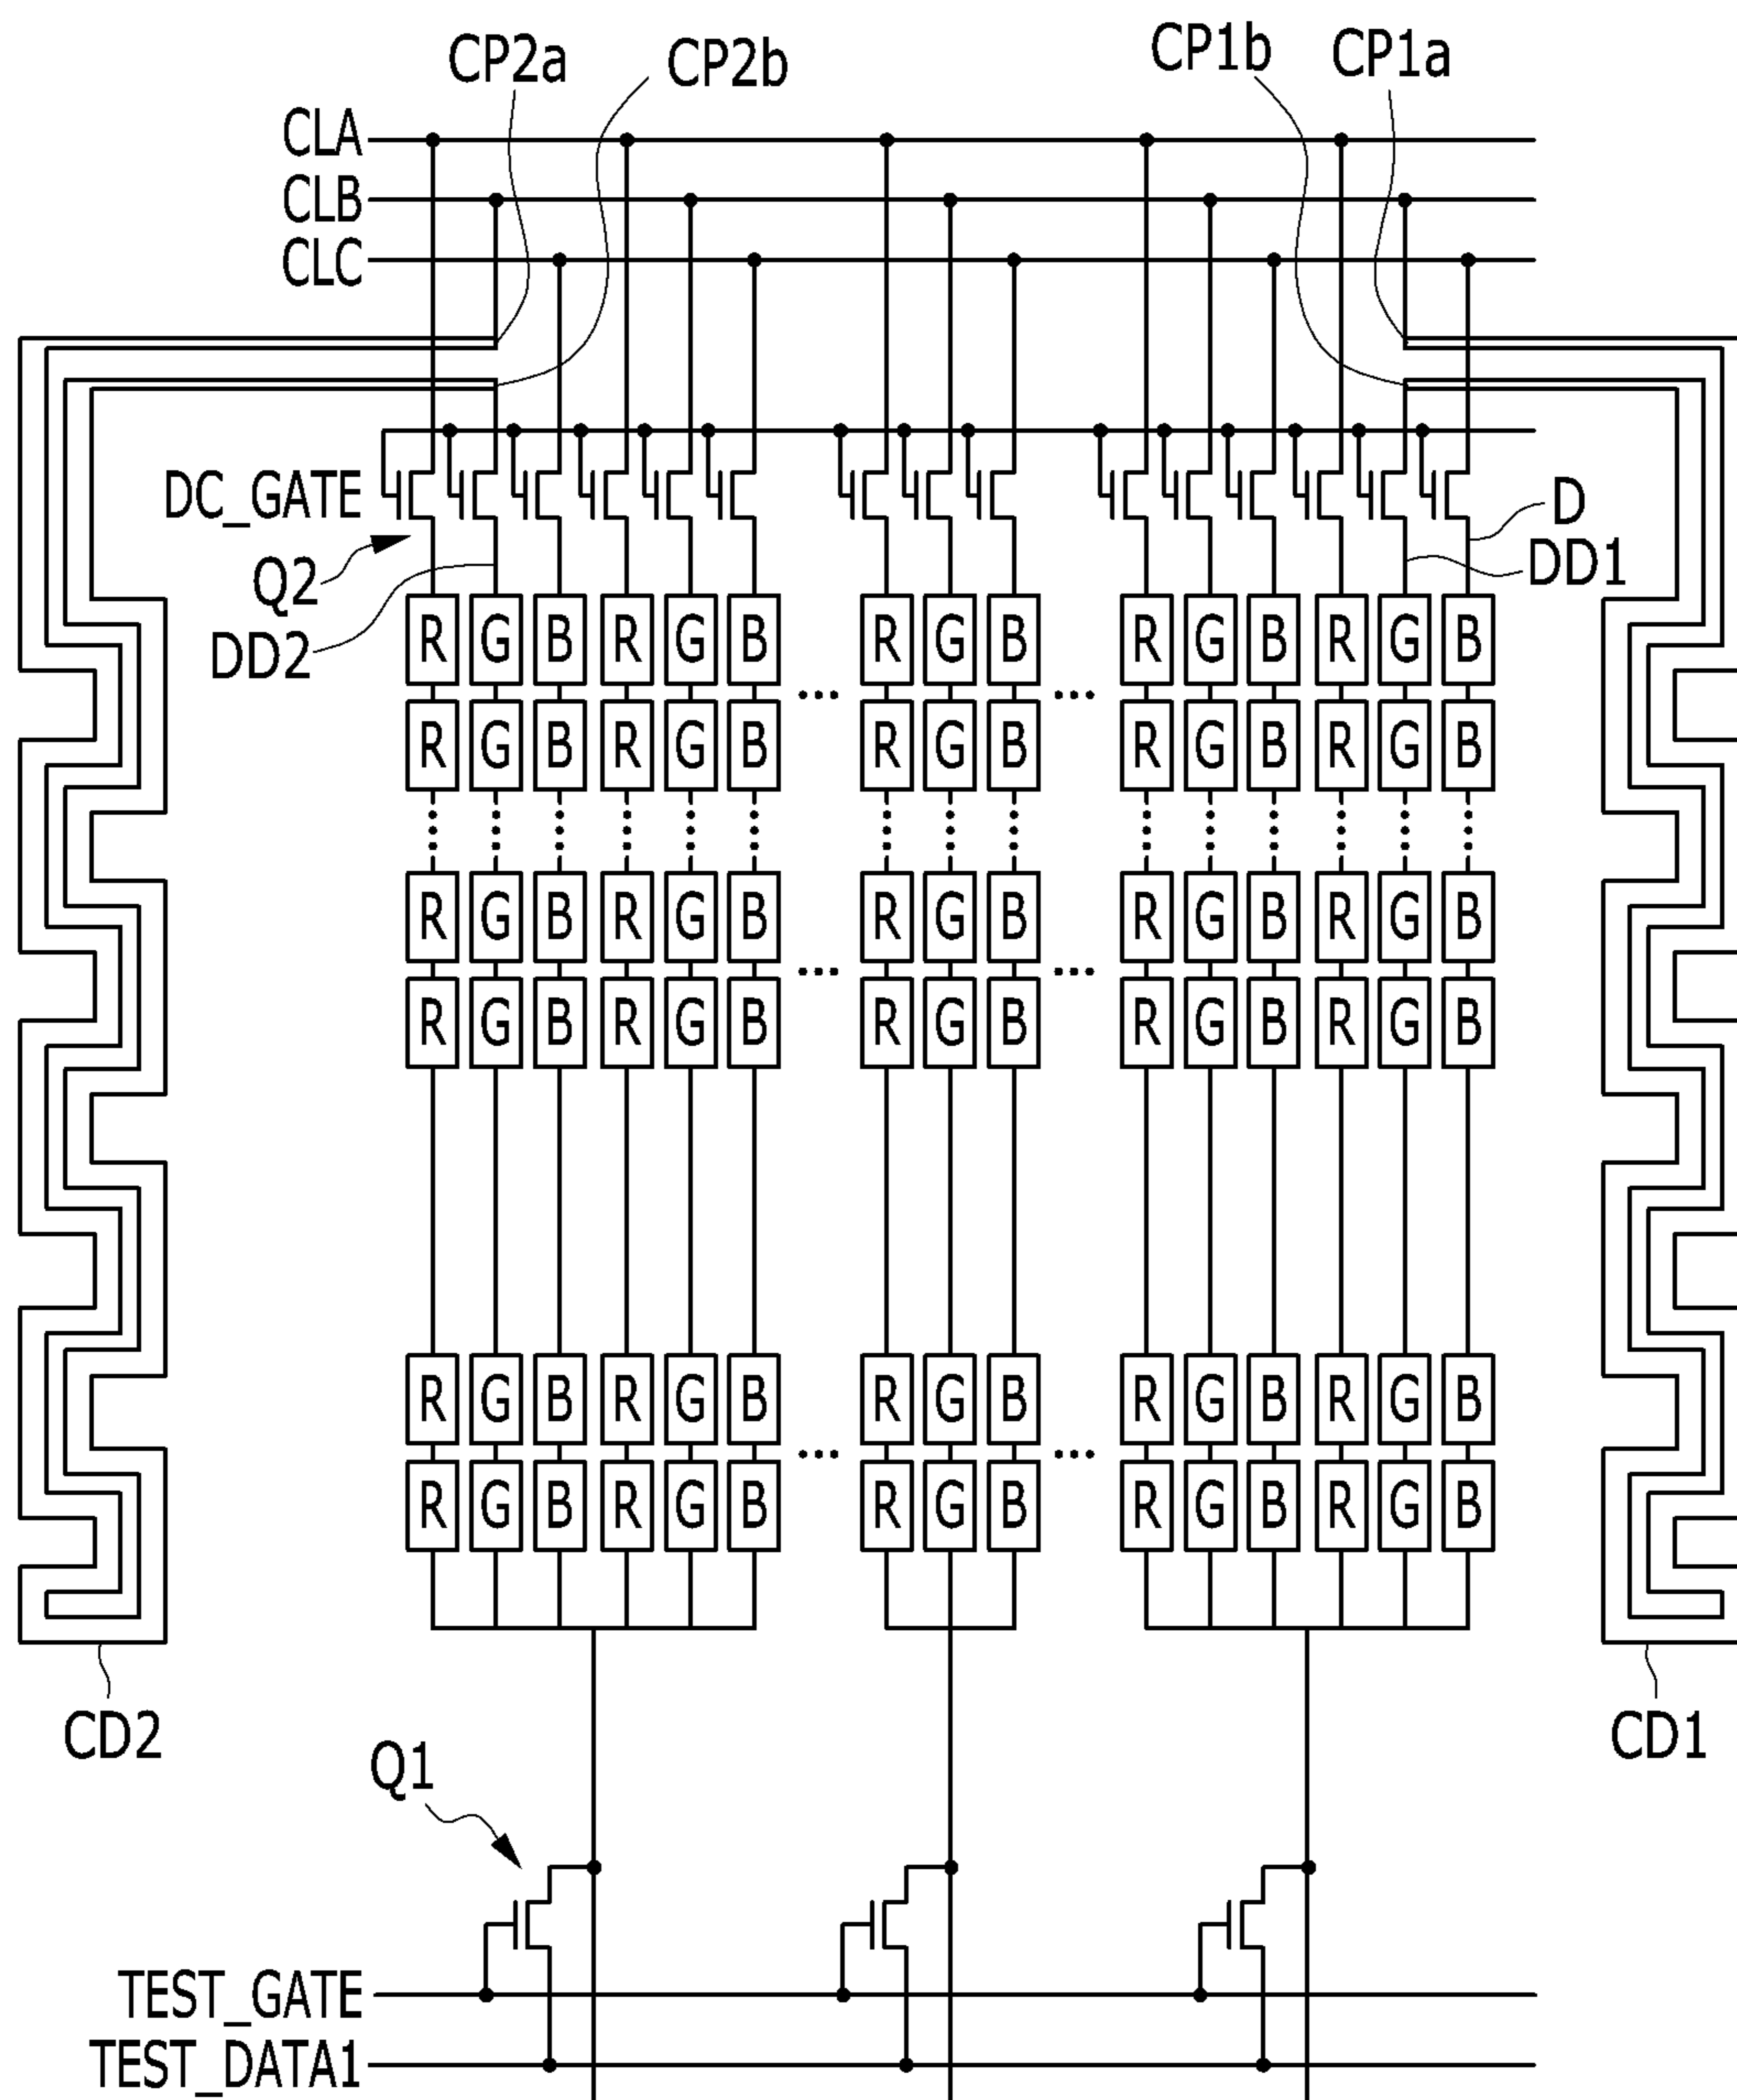 CP2a CP2b CP1b CP1a
CLA
CLB
CLC
DC_GATE
D
Q2
DD1
DD2
R G B R G B ... R G B ... R G B R G B
R G B R G B R G B R G B R G B
R G B R G B ... R G B ... R G B R G B
R G B R G B R G B R G B R G B
R G B R G B ... R G B ... R G B R G B
R G B R G B R G B R G B R G B
CD2 CD1
Q1
TEST_GATE
TEST_DATA1